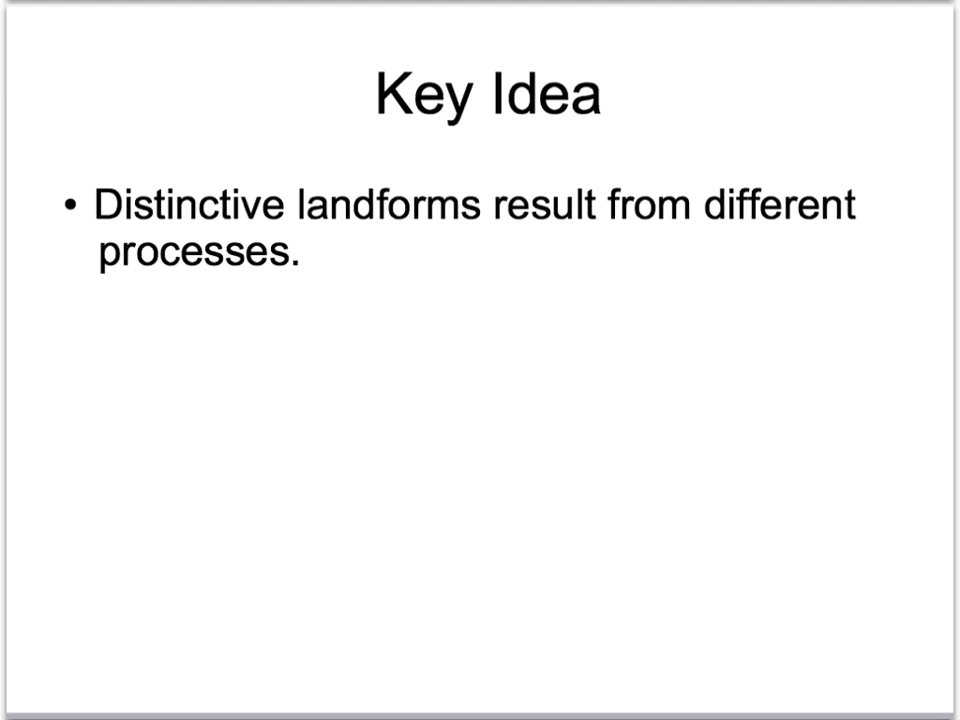 Key Idea
• Distinctive landforms result from different
processes.